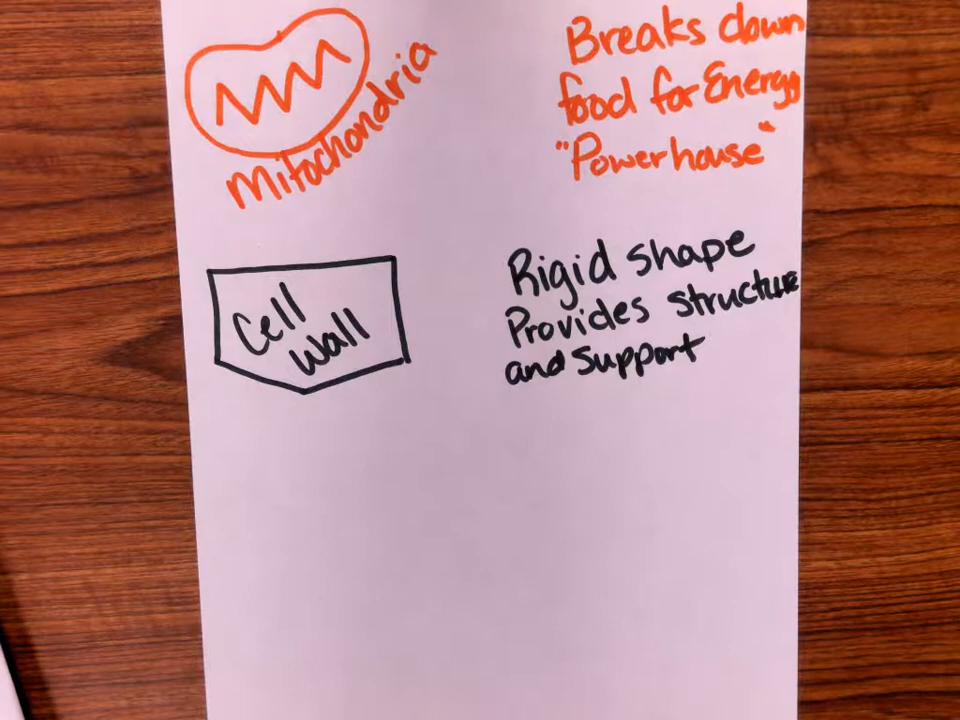 Mitochondria
Breaks down
food for Energy
"Powerhouse"
Cell
Wall
Rigid shape
Provides structure
and support